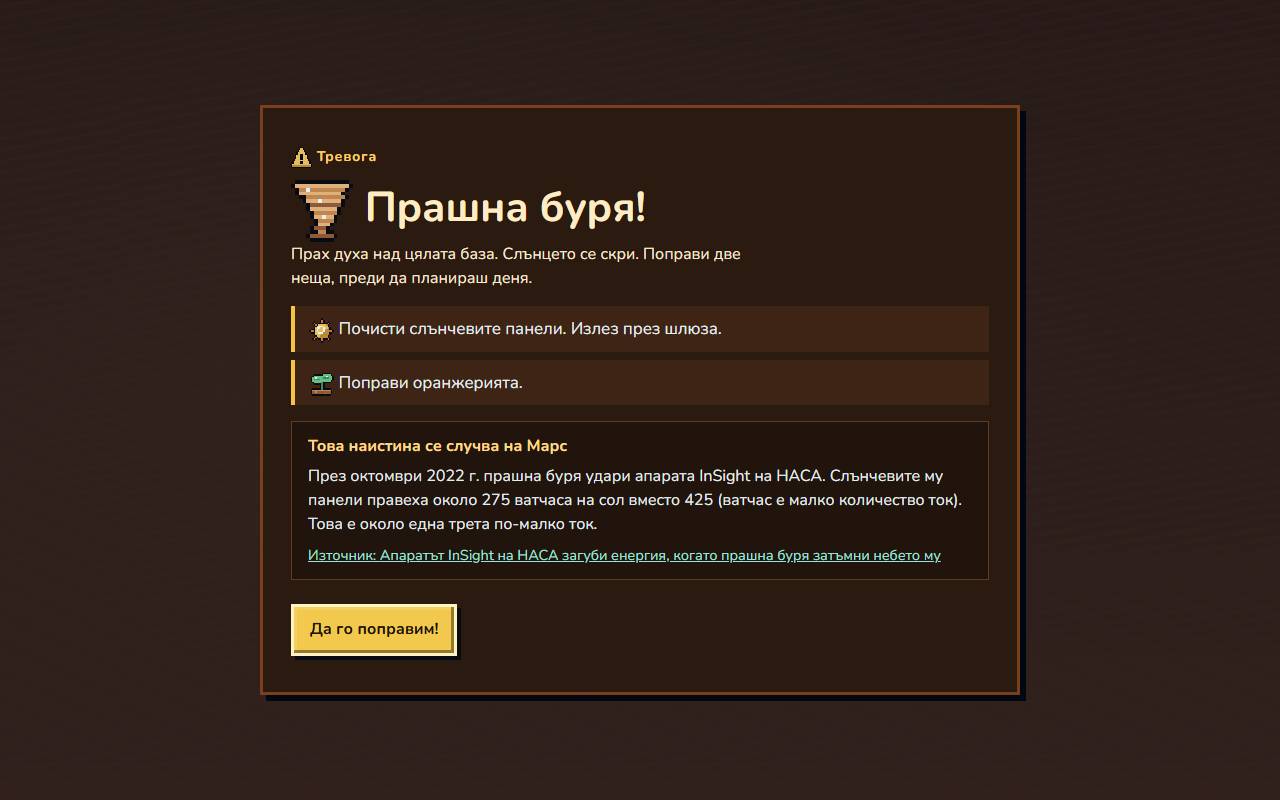 Тревога
Прашна буря!
Прах духа над цялата база. Слънцето се скри. Поправи две
неща, преди да планираш деня.
Почисти слънчевите панели. Излез през шлюза.
Поправи оранжерията.
Това наистина се случва на Марс
През октомври 2022 г. прашна буря удари апарата InSight на НАСА. Слънчевите му
панели правеха около 275 ватчаса на сол вместо 425 (ватчас е малко количество ток).
Това е около една трета по-малко ток.
Източник: Апаратът InSight на НАСА загуби енергия, когато прашна буря затъмни небето му
Да го поправим!